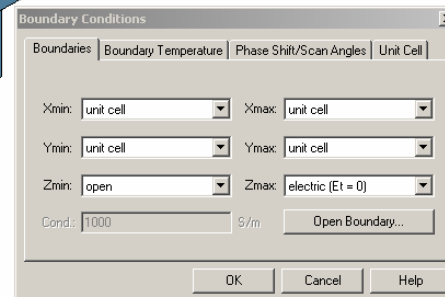 Boundary Conditions
Boundaries Boundary Temperature Phase Shift/Scan Angles Unit Cell
Xmin: unit cell Xmax: unit cell
Ymin: unit cell Ymax: unit cell
Zmin: open Zmax: electric (Et = 0)
Cond.: 1000 S/m Open Boundary...
OK Cancel Help